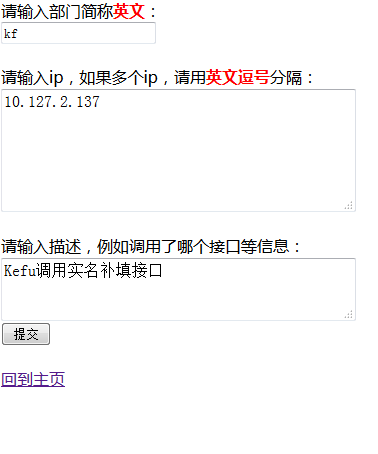 请输入部门简称英文：
kf
请输入ip，如果多个ip，请用英文逗号分隔：
10.127.2.137
请输入描述，例如调用了哪个接口等信息：
Kefu调用实名补填接口
提交
回到主页